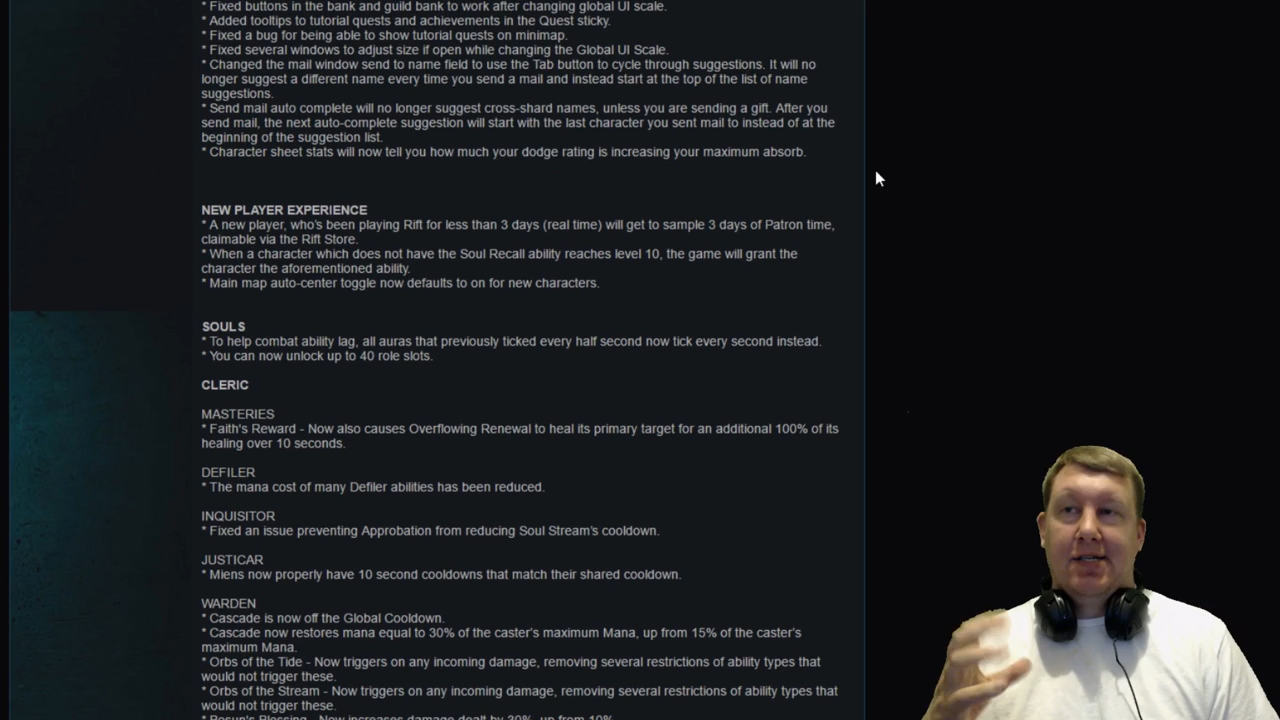 * Fixed buttons in the bank and guild bank to work after changing global UI scale.
* Added tooltips to tutorial quests and achievements in the Quest sticky.
* Fixed a bug for being able to show tutorial quests on minimap.
* Fixed several windows to adjust size if open while changing the Global UI Scale.
* Changed the mail window send to name field to use the Tab button to cycle through suggestions. It will no
longer suggest a different name every time you send a mail and instead start at the top of the list of name
suggestions.
* Send mail auto complete will no longer suggest cross-shard names, unless you are sending a gift. After you
send mail, the next auto-complete suggestion will start with the last character you sent mail to instead of at the
beginning of the suggestion list.
* Character sheet stats will now tell you how much your dodge rating is increasing your maximum absorb.
NEW PLAYER EXPERIENCE
* A new player, who's been playing Rift for less than 3 days (real time) will get to sample 3 days of Patron time,
claimable via the Rift Store.
* When a character which does not have the Soul Recall ability reaches level 10, the game will grant the
character the aforementioned ability.
* Main map auto-center toggle now defaults to on for new characters.
SOULS
* To help combat ability lag, all auras that previously ticked every half second now tick every second instead.
* You can now unlock up to 40 role slots.
CLERIC
MASTERIES
* Faith's Reward - Now also causes Overflowing Renewal to heal its primary target for an additional 100% of its
healing over 10 seconds.
DEFILER
* The mana cost of many Defiler abilities has been reduced.
INQUISITOR
* Fixed an issue preventing Approbation from reducing Soul Stream's cooldown.
JUSTICAR
* Miens now properly have 10 second cooldowns that match their shared cooldown.
WARDEN
* Cascade is now off the Global Cooldown.
* Cascade now restores mana equal to 30% of the caster's maximum Mana, up from 15% of the caster's
maximum Mana.
* Orbs of the Tide - Now triggers on any incoming damage, removing several restrictions of ability types that
would not trigger these.
* Orbs of the Stream - Now triggers on any incoming damage, removing several restrictions of ability types that
would not trigger these.
* Bosun's Blessing - Now increases damage dealt by 30%, up from 10%.